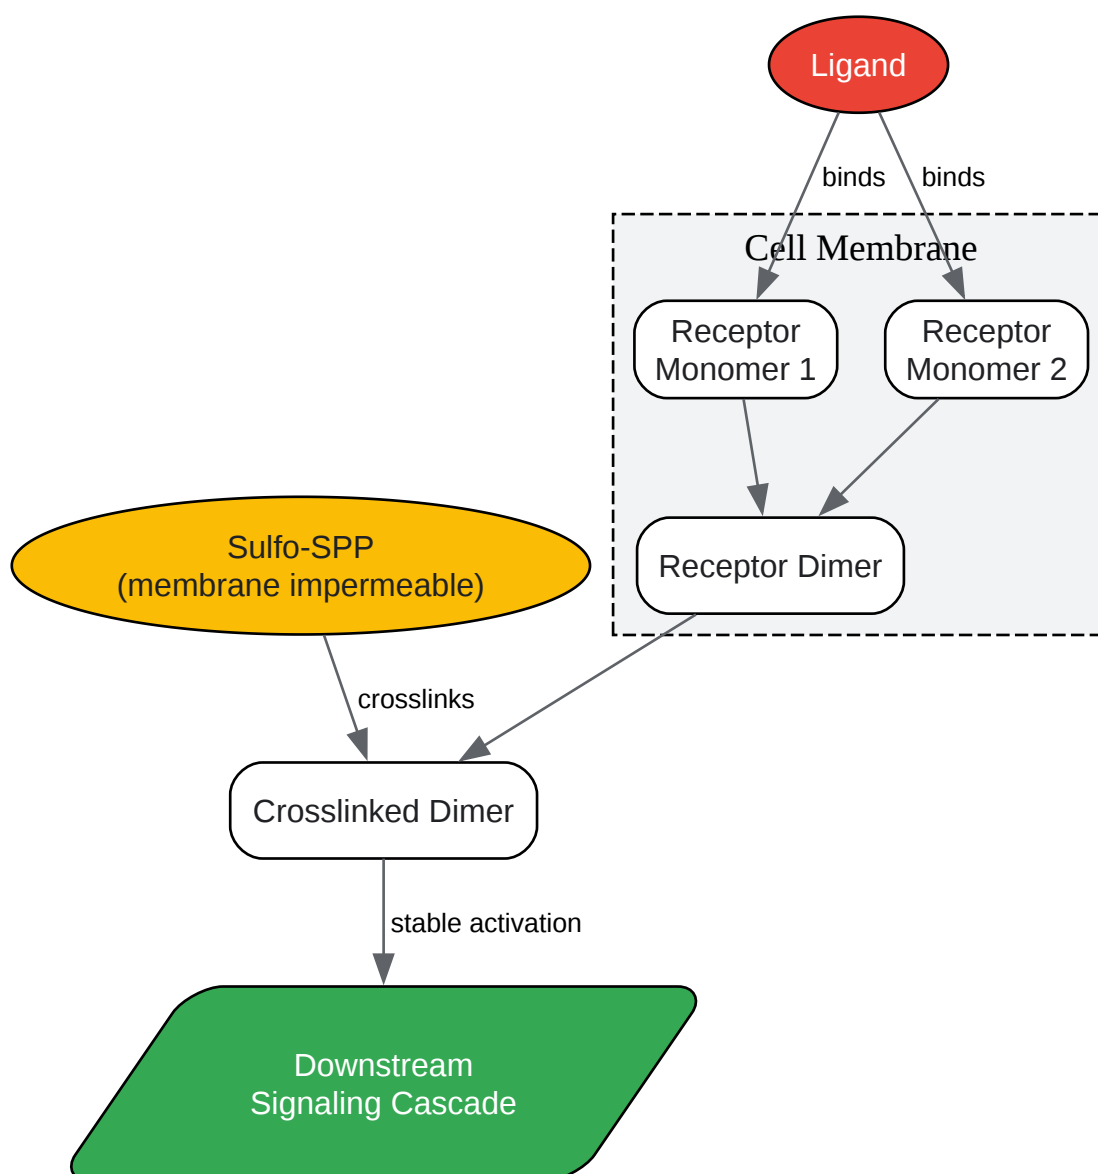 Ligand
binds
binds
Cell Membrane
Receptor
Monomer 1
Receptor
Monomer 2
Sulfo-SPP
(membrane impermeable)
Receptor Dimer
crosslinks
Crosslinked Dimer
stable activation
Downstream
Signaling Cascade